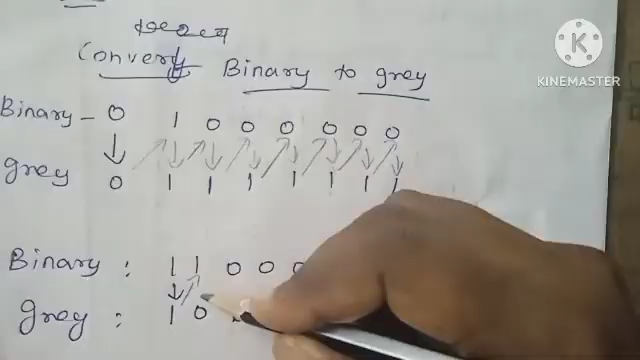 Convert Binary to grey
KINEMASTER
Binary - 0 1 0 0 0 0 0 0
grey 0 1 1 1 1 1 1 1
Binary : 1 1 0 0 0
grey : 1 0